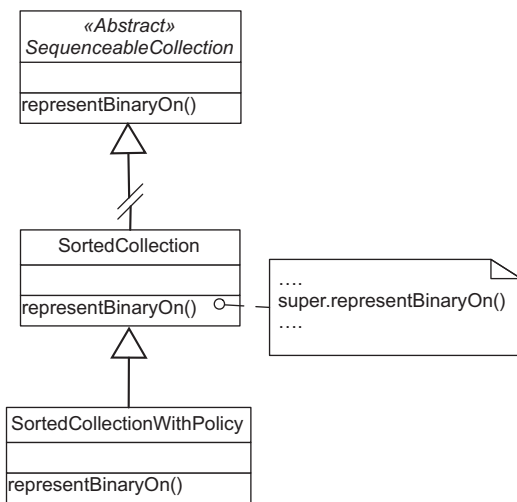 «Abstract»
SequenceableCollection
representBinaryOn()
SortedCollection
representBinaryOn()
....
super.representBinaryOn()
....
SortedCollectionWithPolicy
representBinaryOn()